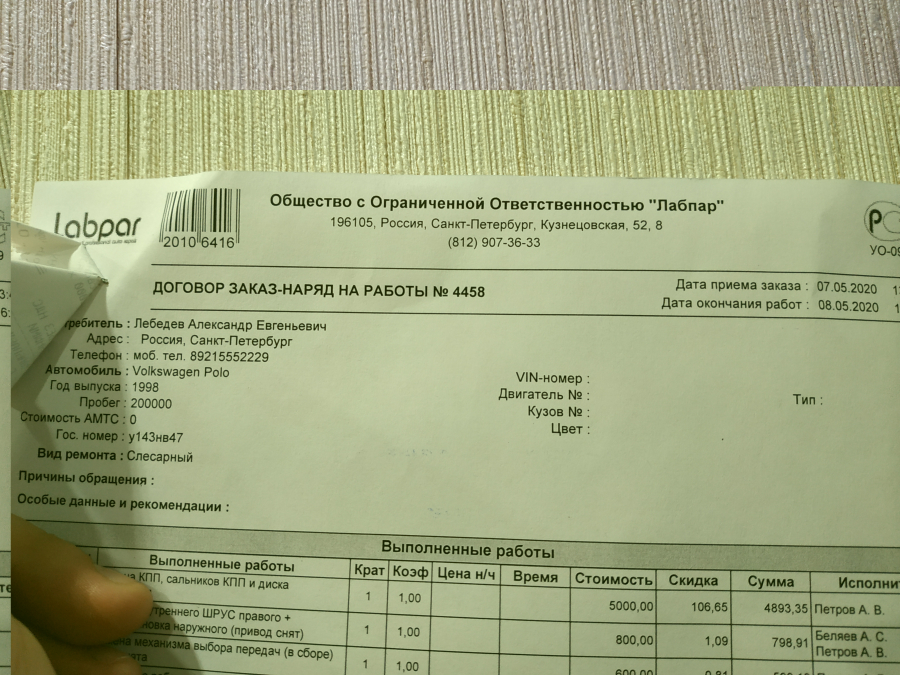 Labpar
2010 6416
Общество с Ограниченной Ответственностью "Лабпар"
196105, Россия, Санкт-Петербург, Кузнецовская, 52, 8
(812) 907-36-33
УО-09
ДОГОВОР ЗАКАЗ-НАРЯД НА РАБОТЫ № 4458
Дата приема заказа : 07.05.2020
Дата окончания работ : 08.05.2020
Лебедев Александр Евгеньевич
Адрес : Россия, Санкт-Петербург
Телефон : моб. тел. 89215552229
Автомобиль : Volkswagen Polo
Год выпуска : 1998
Пробег : 200000
Стоимость АМТС : 0
Гос. номер : у143нв47
VIN-номер :
Двигатель № :
Кузов № :
Цвет :
Тип :
Вид ремонта : Слесарный
Причины обращения :
Особые данные и рекомендации :
Выполненные работы
Выполненные работы Крат Коэф Цена н/ч Время Стоимость Скидка Сумма Исполнит
КПП, сальников КПП и диска
1 1,00 5000,00 106,65 4893,35 Петров А. В.
ШРУС правого +
наружного (привод снят)
1 1,00 800,00 1,09 798,91 Беляев А. С.
Петров А. В.
механизма выбора передач (в сборе)
1 1,00 600,00